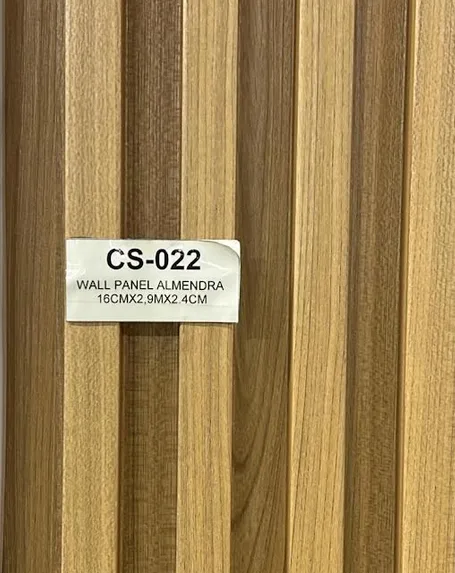 CS-022
WALL PANEL ALMENDRA
16CMX2,9MX2.4CM